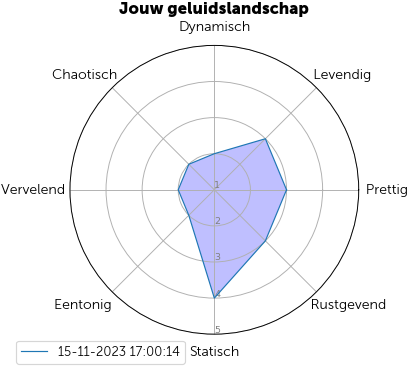 Jouw geluidslandschap
Dynamisch
Chaotisch
Levendig
Vervelend
1
Prettig
2
3
4
Eentonig
Rustgevend
5
15-11-2023 17:00:14
Statisch